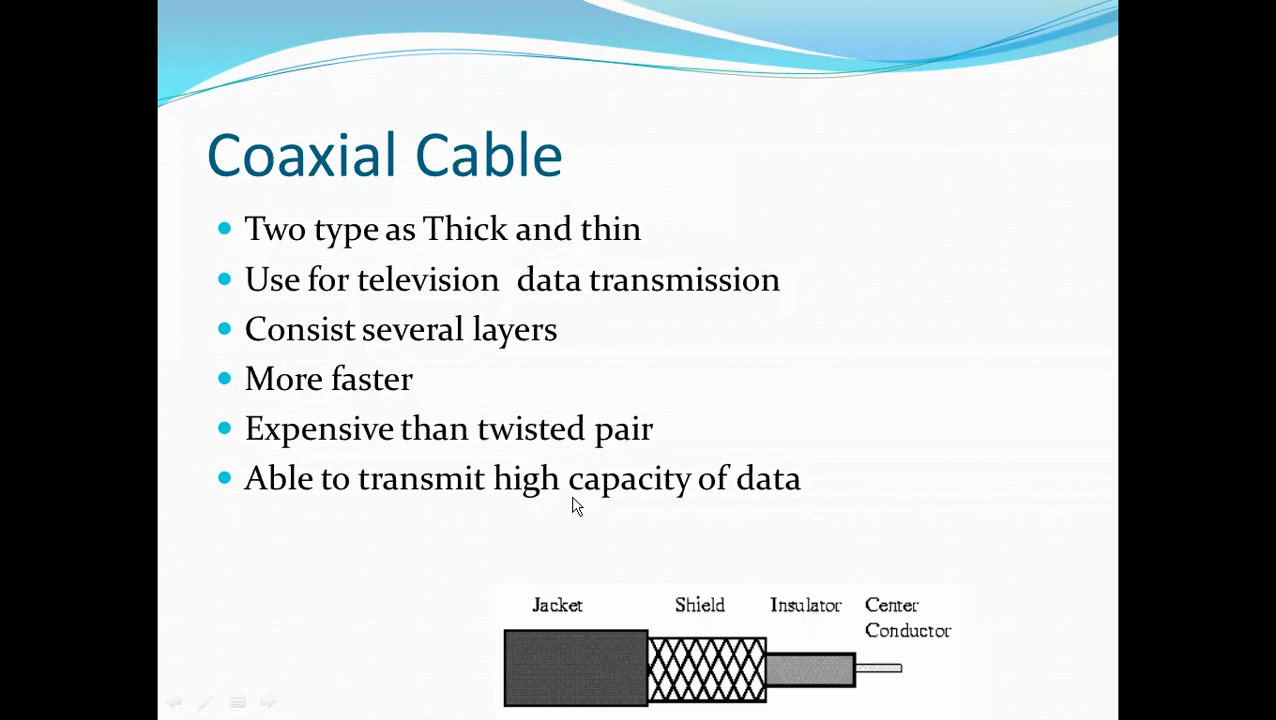 Coaxial Cable
Two type as Thick and thin
Use for television  data transmission
Consist several layers
More faster
Expensive than twisted pair
Able to transmit high capacity of data
Jacket Shield Insulator Center
Conductor